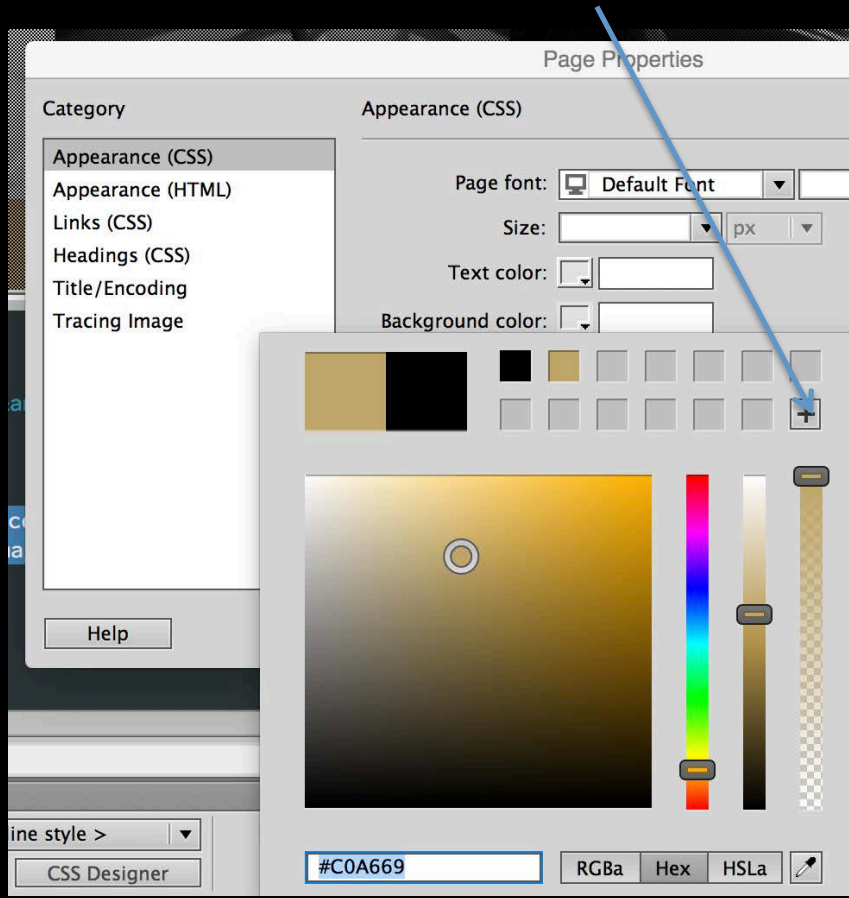 Page Properties
Category
Appearance (CSS)
Appearance (CSS)
Appearance (HTML)
Links (CSS)
Headings (CSS)
Title/Encoding
Tracing Image
Page font: Default Font
Size: px
Text color:
Background color:
Help
ine style >
CSS Designer
#C0A669
RGBa Hex HSLa